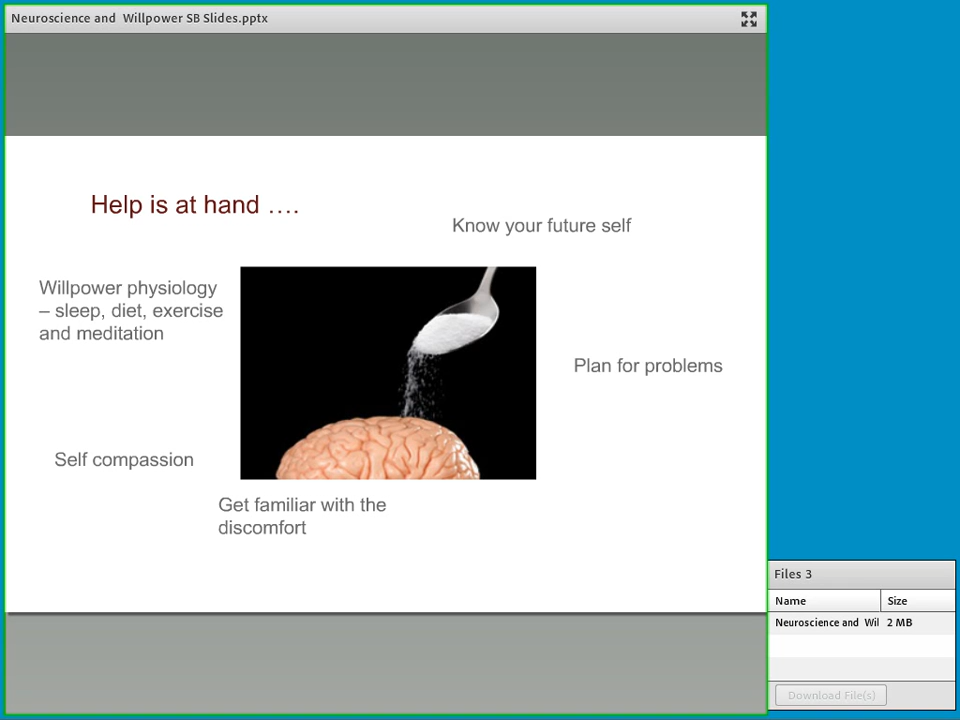 Neuroscience and  Willpower SB Slides.pptx
Help is at hand ….
Know your future self
Willpower physiology
– sleep, diet, exercise
and meditation
Plan for problems
Self compassion
Get familiar with the
discomfort
Files 3
Name Size
Neuroscience and  Wil 2 MB
Download File(s)